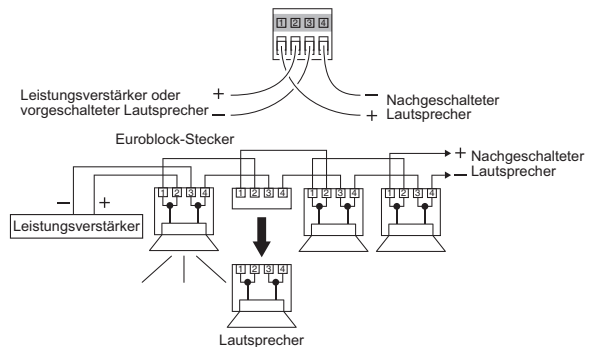 1 2 3 4
+
Leistungsverstärker oder
vorgeschalteter Lautsprecher
–
–
Nachgeschalteter
+ Lautsprecher
Euroblock-Stecker
+ Nachgeschalteter
– Lautsprecher
– +
1 2 3 4
1 2 3 4
1 2 3 4
1 2 3 4
Leistungsverstärker
1 2 3 4
Lautsprecher